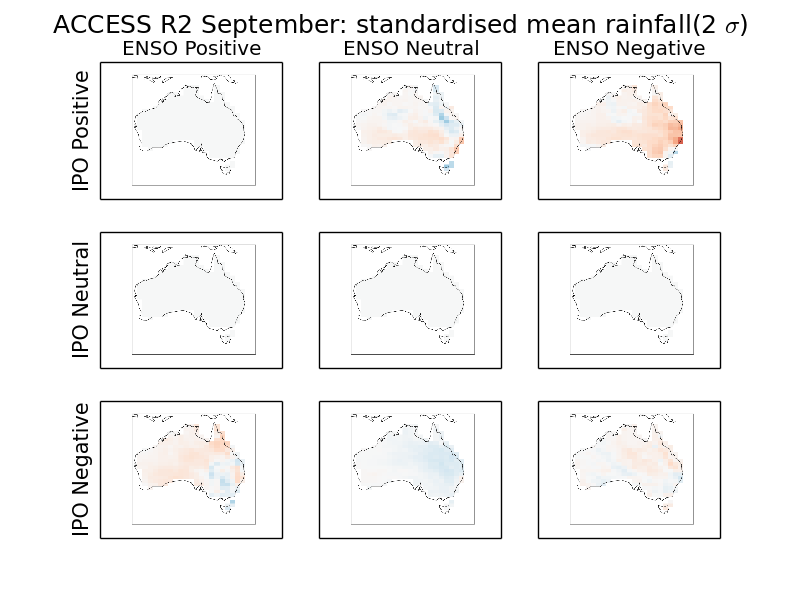 ACCESS R2 September: standardised mean rainfall(2 σ)
ENSO Positive
ENSO Neutral
ENSO Negative
IPO Positive
IPO Neutral
IPO Negative